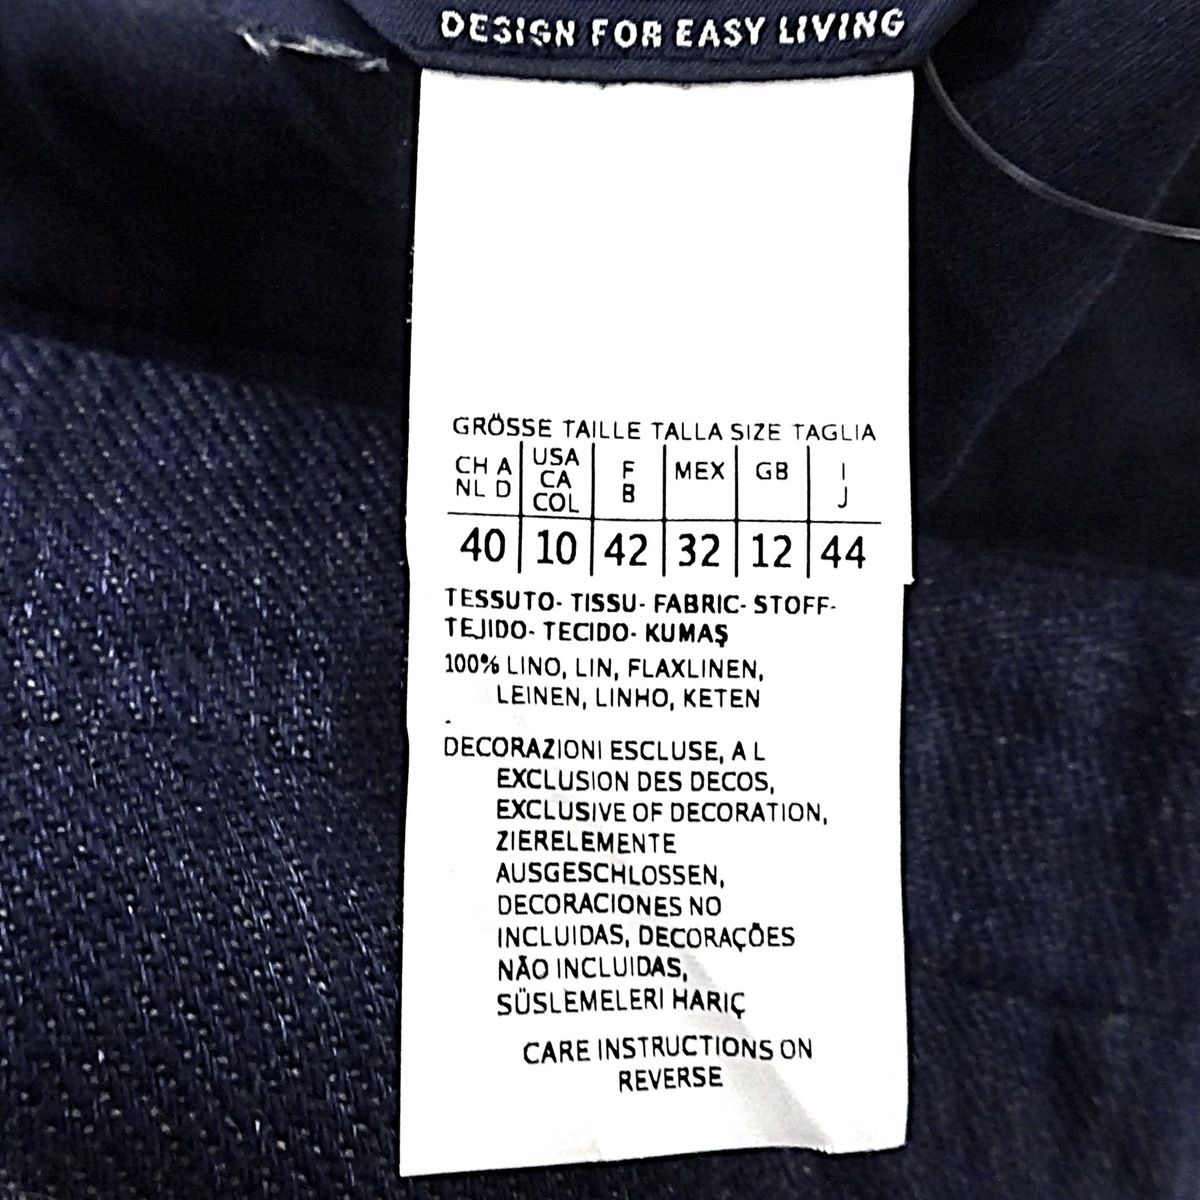 DESIGN FOR EASY LIVING
GRÖSSE TAILLE TALLA SIZE TAGLIA
CH A NL D | USA CA COL | F B | MEX | GB | I J
40 | 10 | 42 | 32 | 12 | 44
TESSUTO- TISSU- FABRIC- STOFF-
TEJIDO- TECIDO- KUMAŞ
100% LINO, LIN, FLAXLINEN,
LEINEN, LINHO, KETEN
DECORAZIONI ESCLUSE, A L
EXCLUSION DES DECOS,
EXCLUSIVE OF DECORATION,
ZIERELEMENTE
AUSGESCHLOSSEN,
DECORACIONES NO
INCLUIDAS, DECORAÇÕES
NÃO INCLUIDAS,
SÜSLEMELERI HARIÇ
CARE INSTRUCTIONS ON
REVERSE